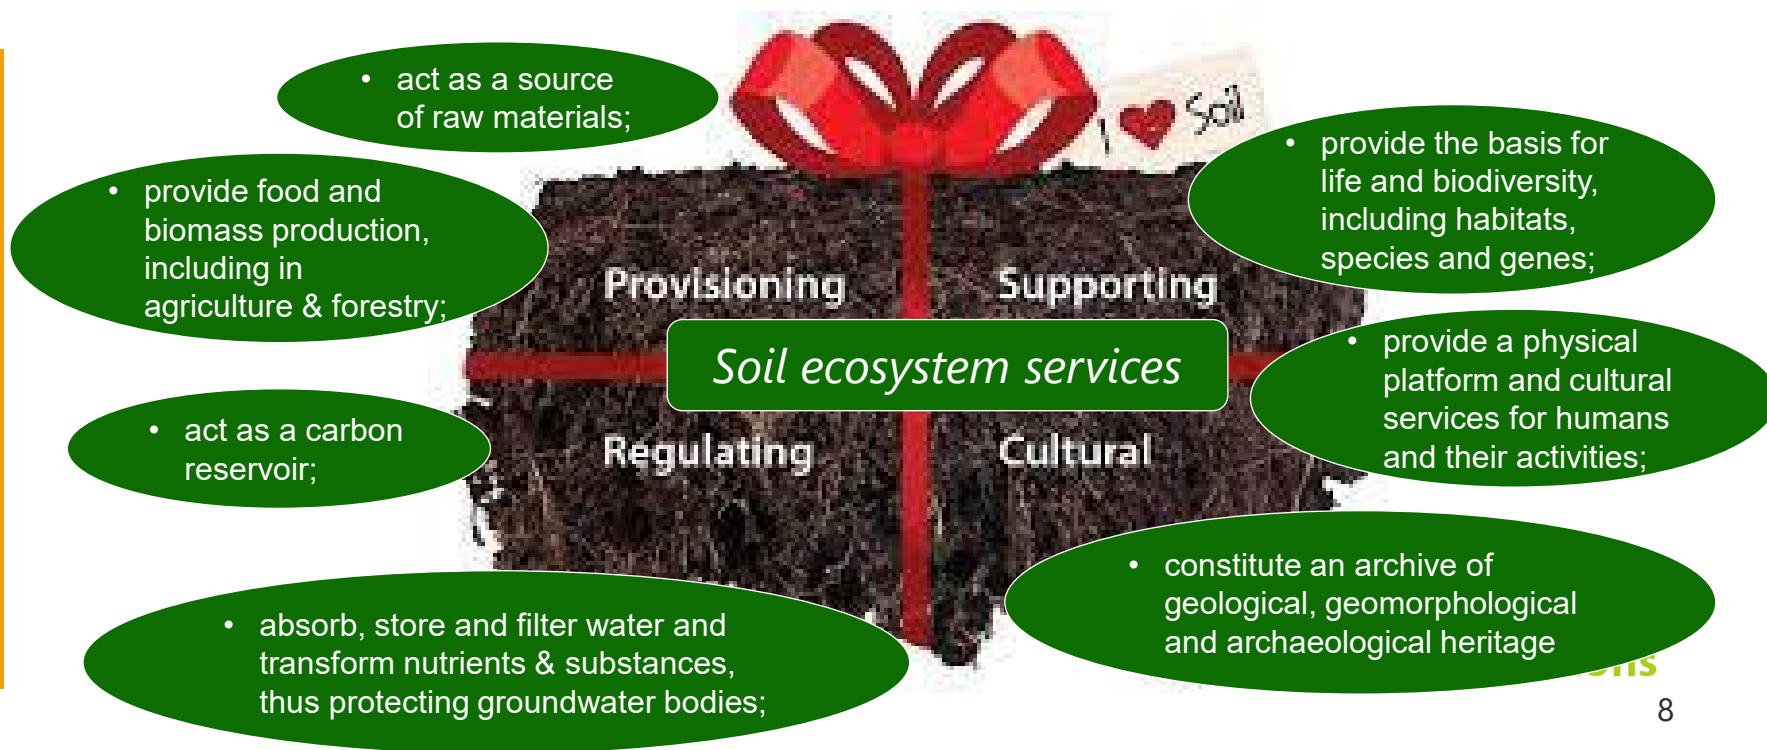 • act as a source
of raw materials;
I ❤ Soil
• provide food and
biomass production,
including in
agriculture & forestry;
• provide the basis for
life and biodiversity,
including habitats,
species and genes;
Provisioning
Supporting
Soil ecosystem services
• provide a physical
platform and cultural
services for humans
and their activities;
• act as a carbon
reservoir;
Regulating
Cultural
• absorb, store and filter water and
transform nutrients & substances,
thus protecting groundwater bodies;
• constitute an archive of
geological, geomorphological
and archaeological heritage
8